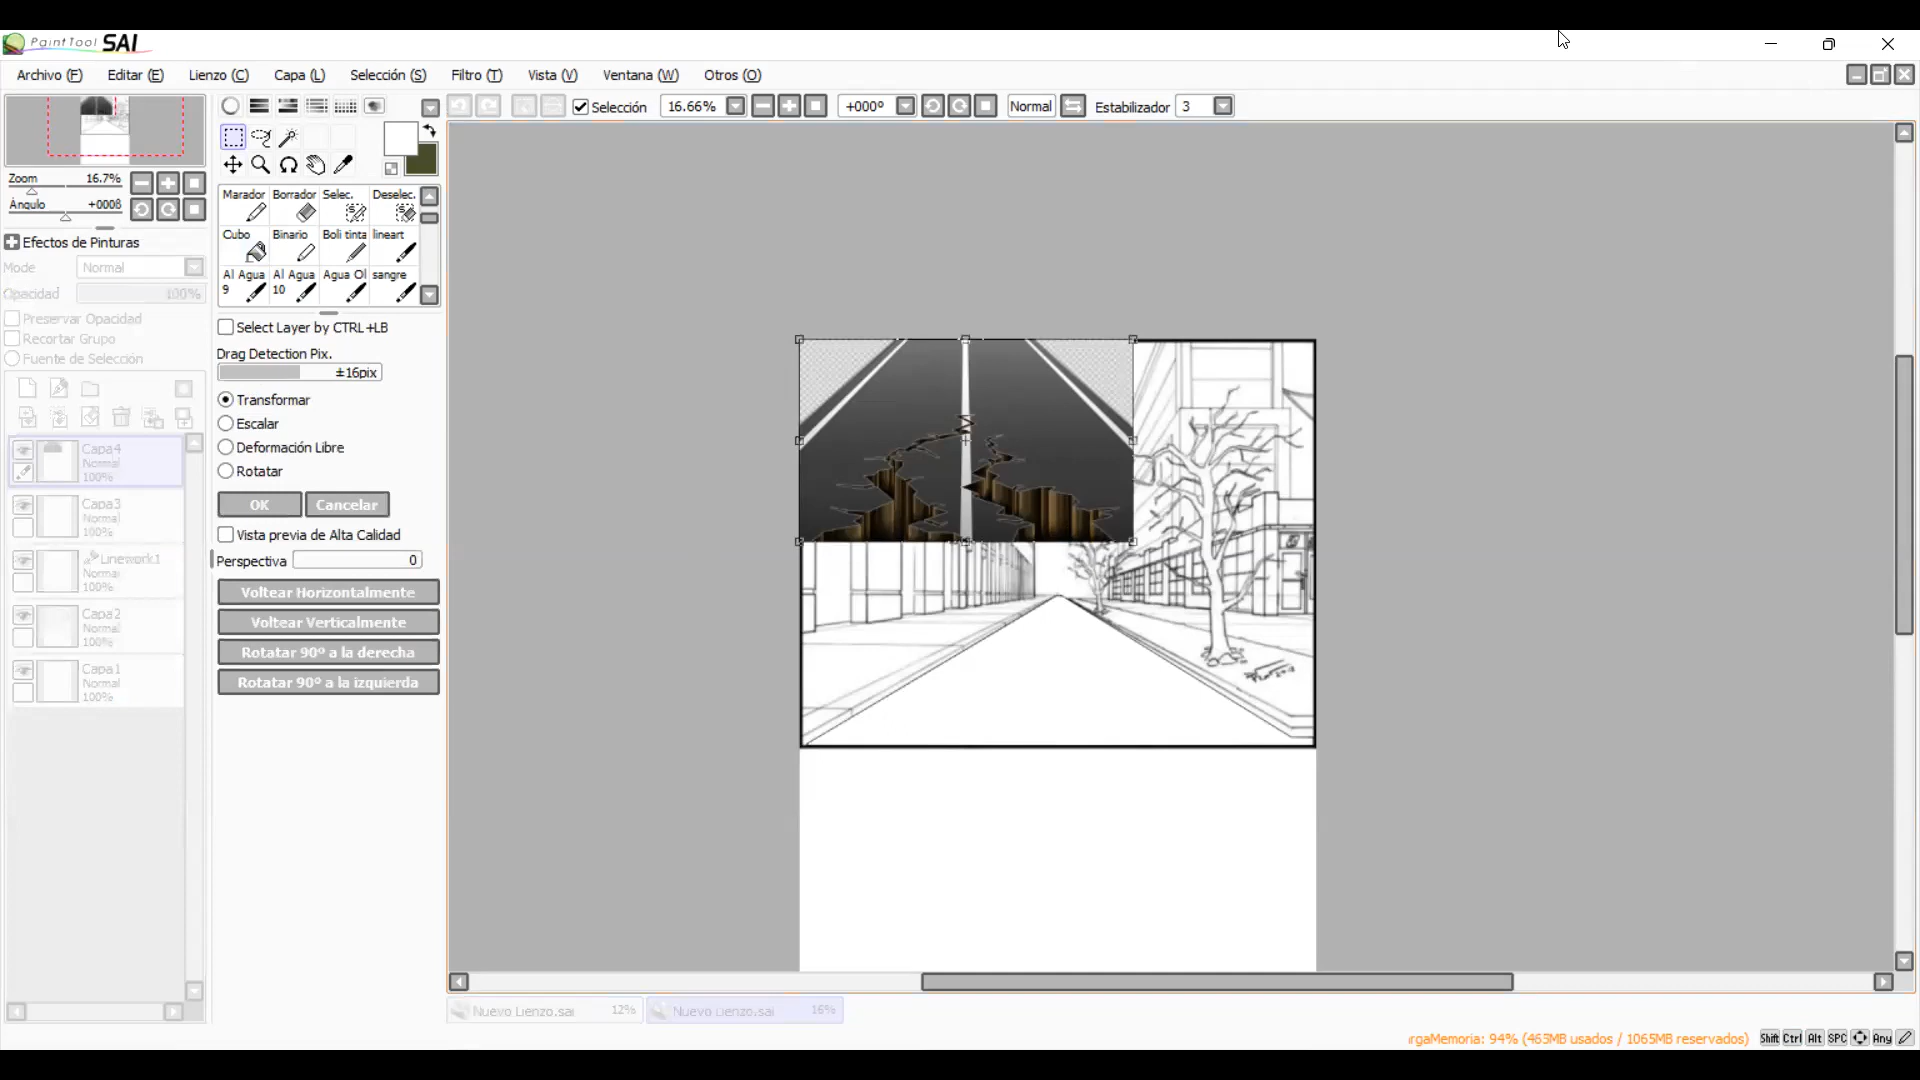 PaintTool SAI
Archivo (F) Editar (E) Lienzo (C) Capa (L) Selección (S) Filtro (T) Vista (V) Ventana (W) Otros (O)
Selección 16.66% +000º Normal Estabilizador 3
Zoom 16.7%
Ángulo +000ß
Efectos de Pinturas
Mode Normal
Opacidad 100%
Preservar Opacidad
Recortar Grupo
Fuente de Selección
Capa4
Normal
100%
Capa3
Normal
100%
Linework1
Normal
100%
Capa2
Normal
100%
Capa1
Normal
100%
Marador Borrador Selec. Deselec.
Cubo Binario Boli tinta lineart
Al Agua Al Agua Agua Ol sangre
9 10
Select Layer by CTRL+LB
Drag Detection Pix.
±16pix
Transformar
Escalar
Deformación Libre
Rotatar
OK Cancelar
Vista previa de Alta Calidad
Perspectiva 0
Voltear Horizontalmente
Voltear Verticalmente
Rotatar 90º a la derecha
Rotatar 90º a la izquierda
Nuevo Lienzo.sai 12% Nuevo Lienzo.sai 16%
rgaMemoria: 94% (463MB usados / 1065MB reservados) Shift Ctrl Alt SPC Any